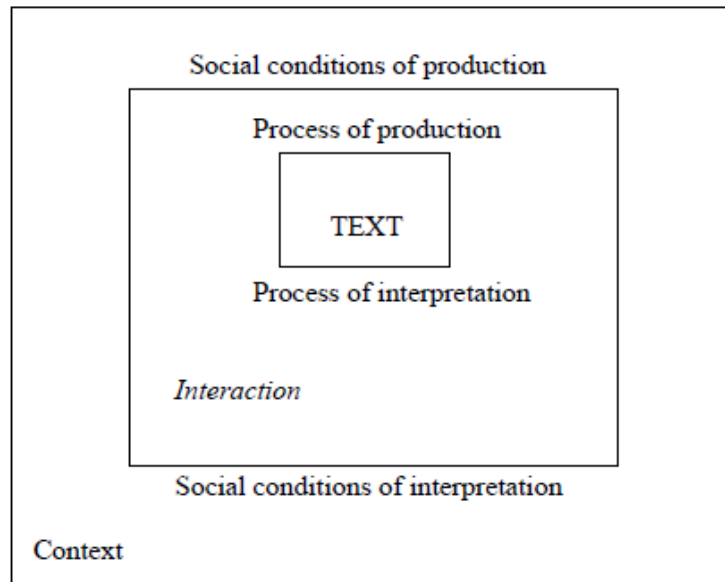 Social conditions of production
Process of production
TEXT
Process of interpretation
Interaction
Social conditions of interpretation
Context